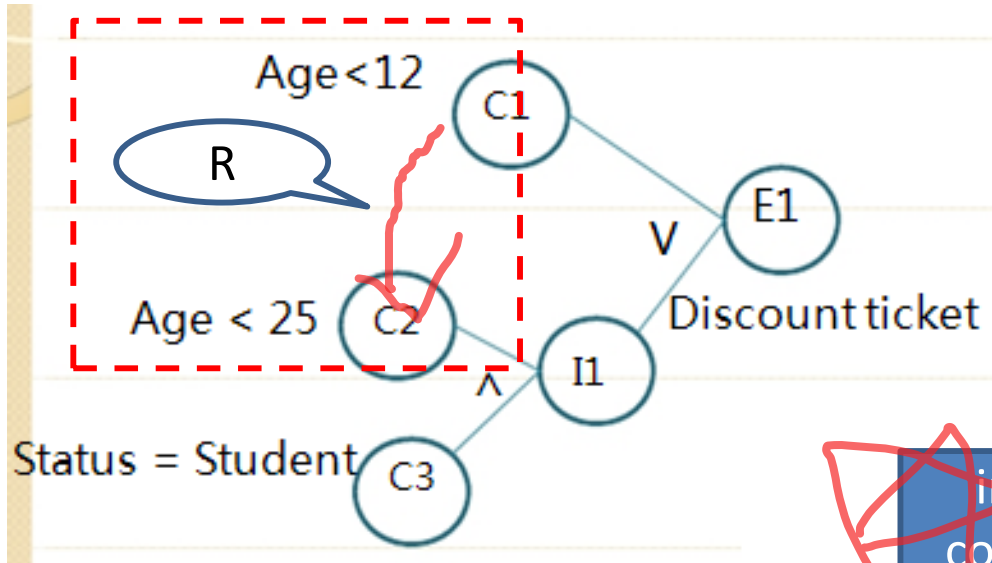 Age<12
C1
R
E1
V
Age < 25
C2
Discount ticket
I1
^
Status = Student
C3